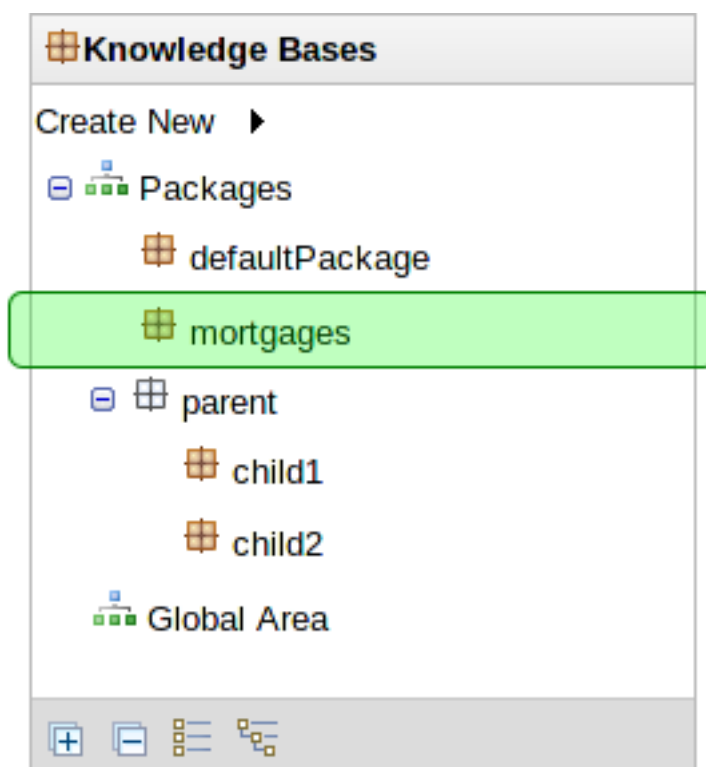 Knowledge Bases
Create New
Packages
defaultPackage
mortgages
parent
child1
child2
Global Area